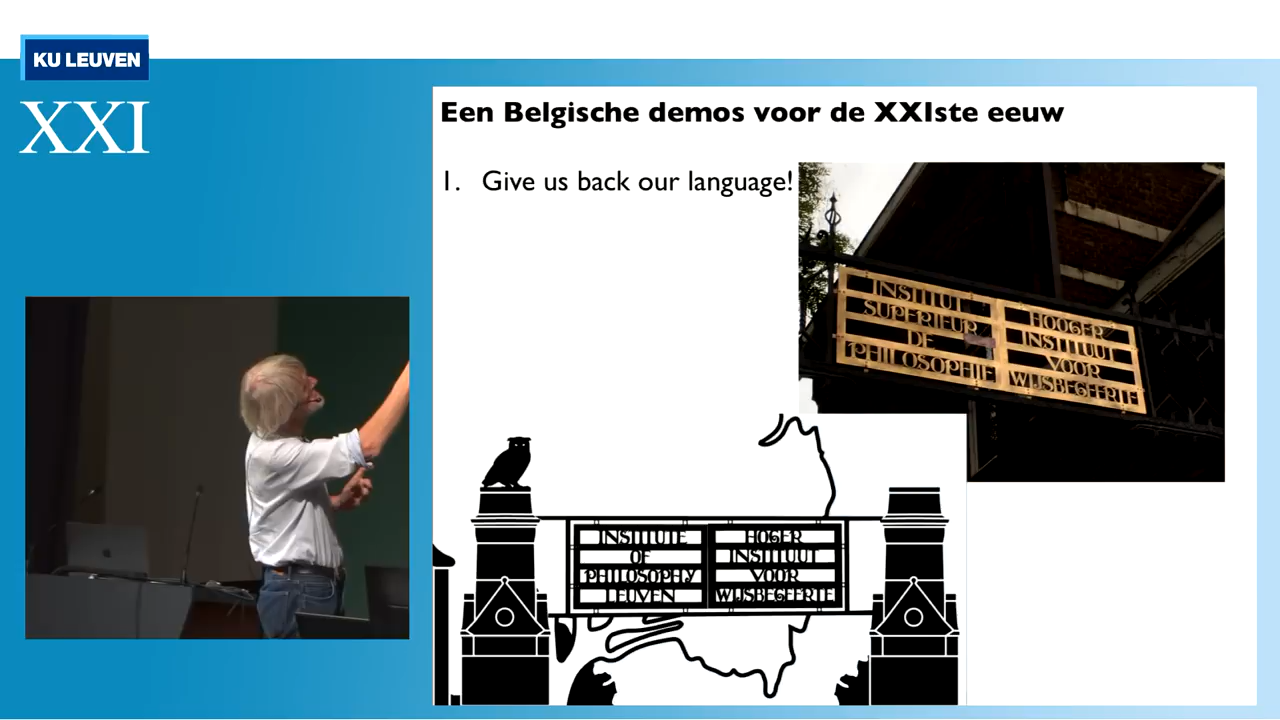 KU LEUVEN
XXI
Een Belgische demos voor de XXIste eeuw
1. Give us back our language!
INSTITUT
SUPERIEUR
DE
PHILOSOPHIE
HOOGER
INSTITUUT
VOOR
WIJSBEGEERTE
INSTITUTE
OF
PHILOSOPHY
LEUVEN
HOGER
INSTITUUT
VOOR
WIJSBEGEERTE